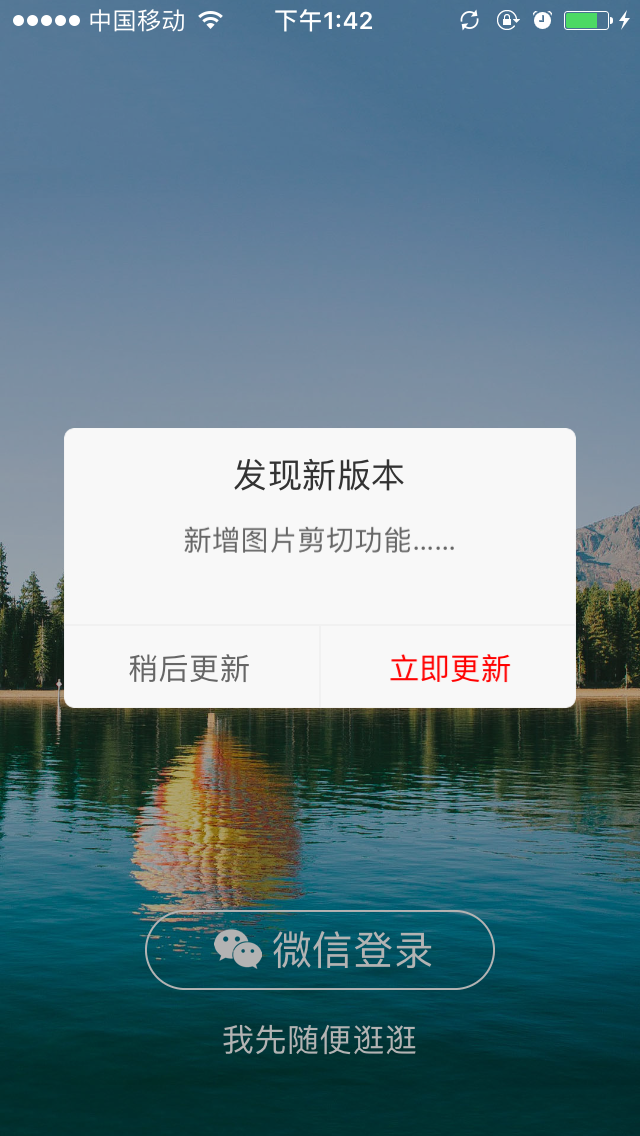 中国移动 下午1:42
发现新版本
新增图片剪切功能......
稍后更新 立即更新
微信登录
我先随便逛逛